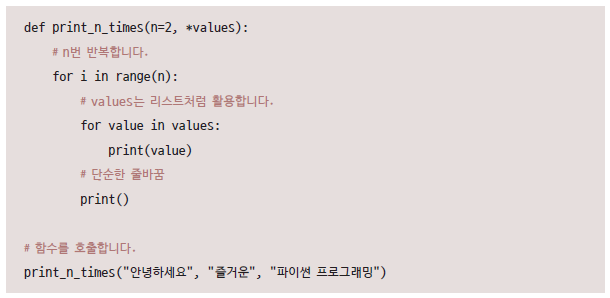 def print_n_times(n=2, *values):
    # n번 반복합니다.
    for i in range(n):
        # values는 리스트처럼 활용합니다.
        for value in values:
            print(value)
        # 단순한 줄바꿈
        print()

# 함수를 호출합니다.
print_n_times("안녕하세요", "즐거운", "파이썬 프로그래밍")